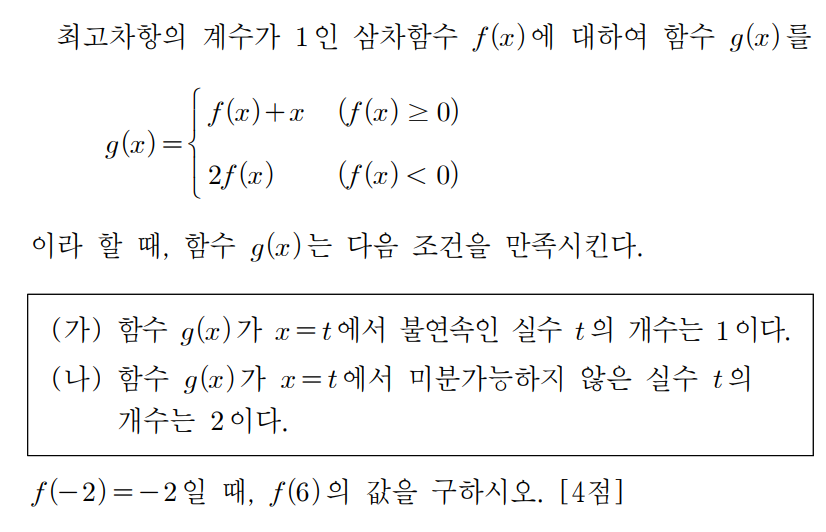 최고차항의 계수가 1인 삼차함수 f(x)에 대하여 함수 g(x)를
g(x)={ f(x)+x (f(x)≥0)
2f(x) (f(x)<0)
이라 할 때, 함수 g(x)는 다음 조건을 만족시킨다.
(가) 함수 g(x)가 x=t에서 불연속인 실수 t의 개수는 1이다.
(나) 함수 g(x)가 x=t에서 미분가능하지 않은 실수 t의
개수는 2이다.
f(-2)=-2일 때, f(6)의 값을 구하시오. [4점]